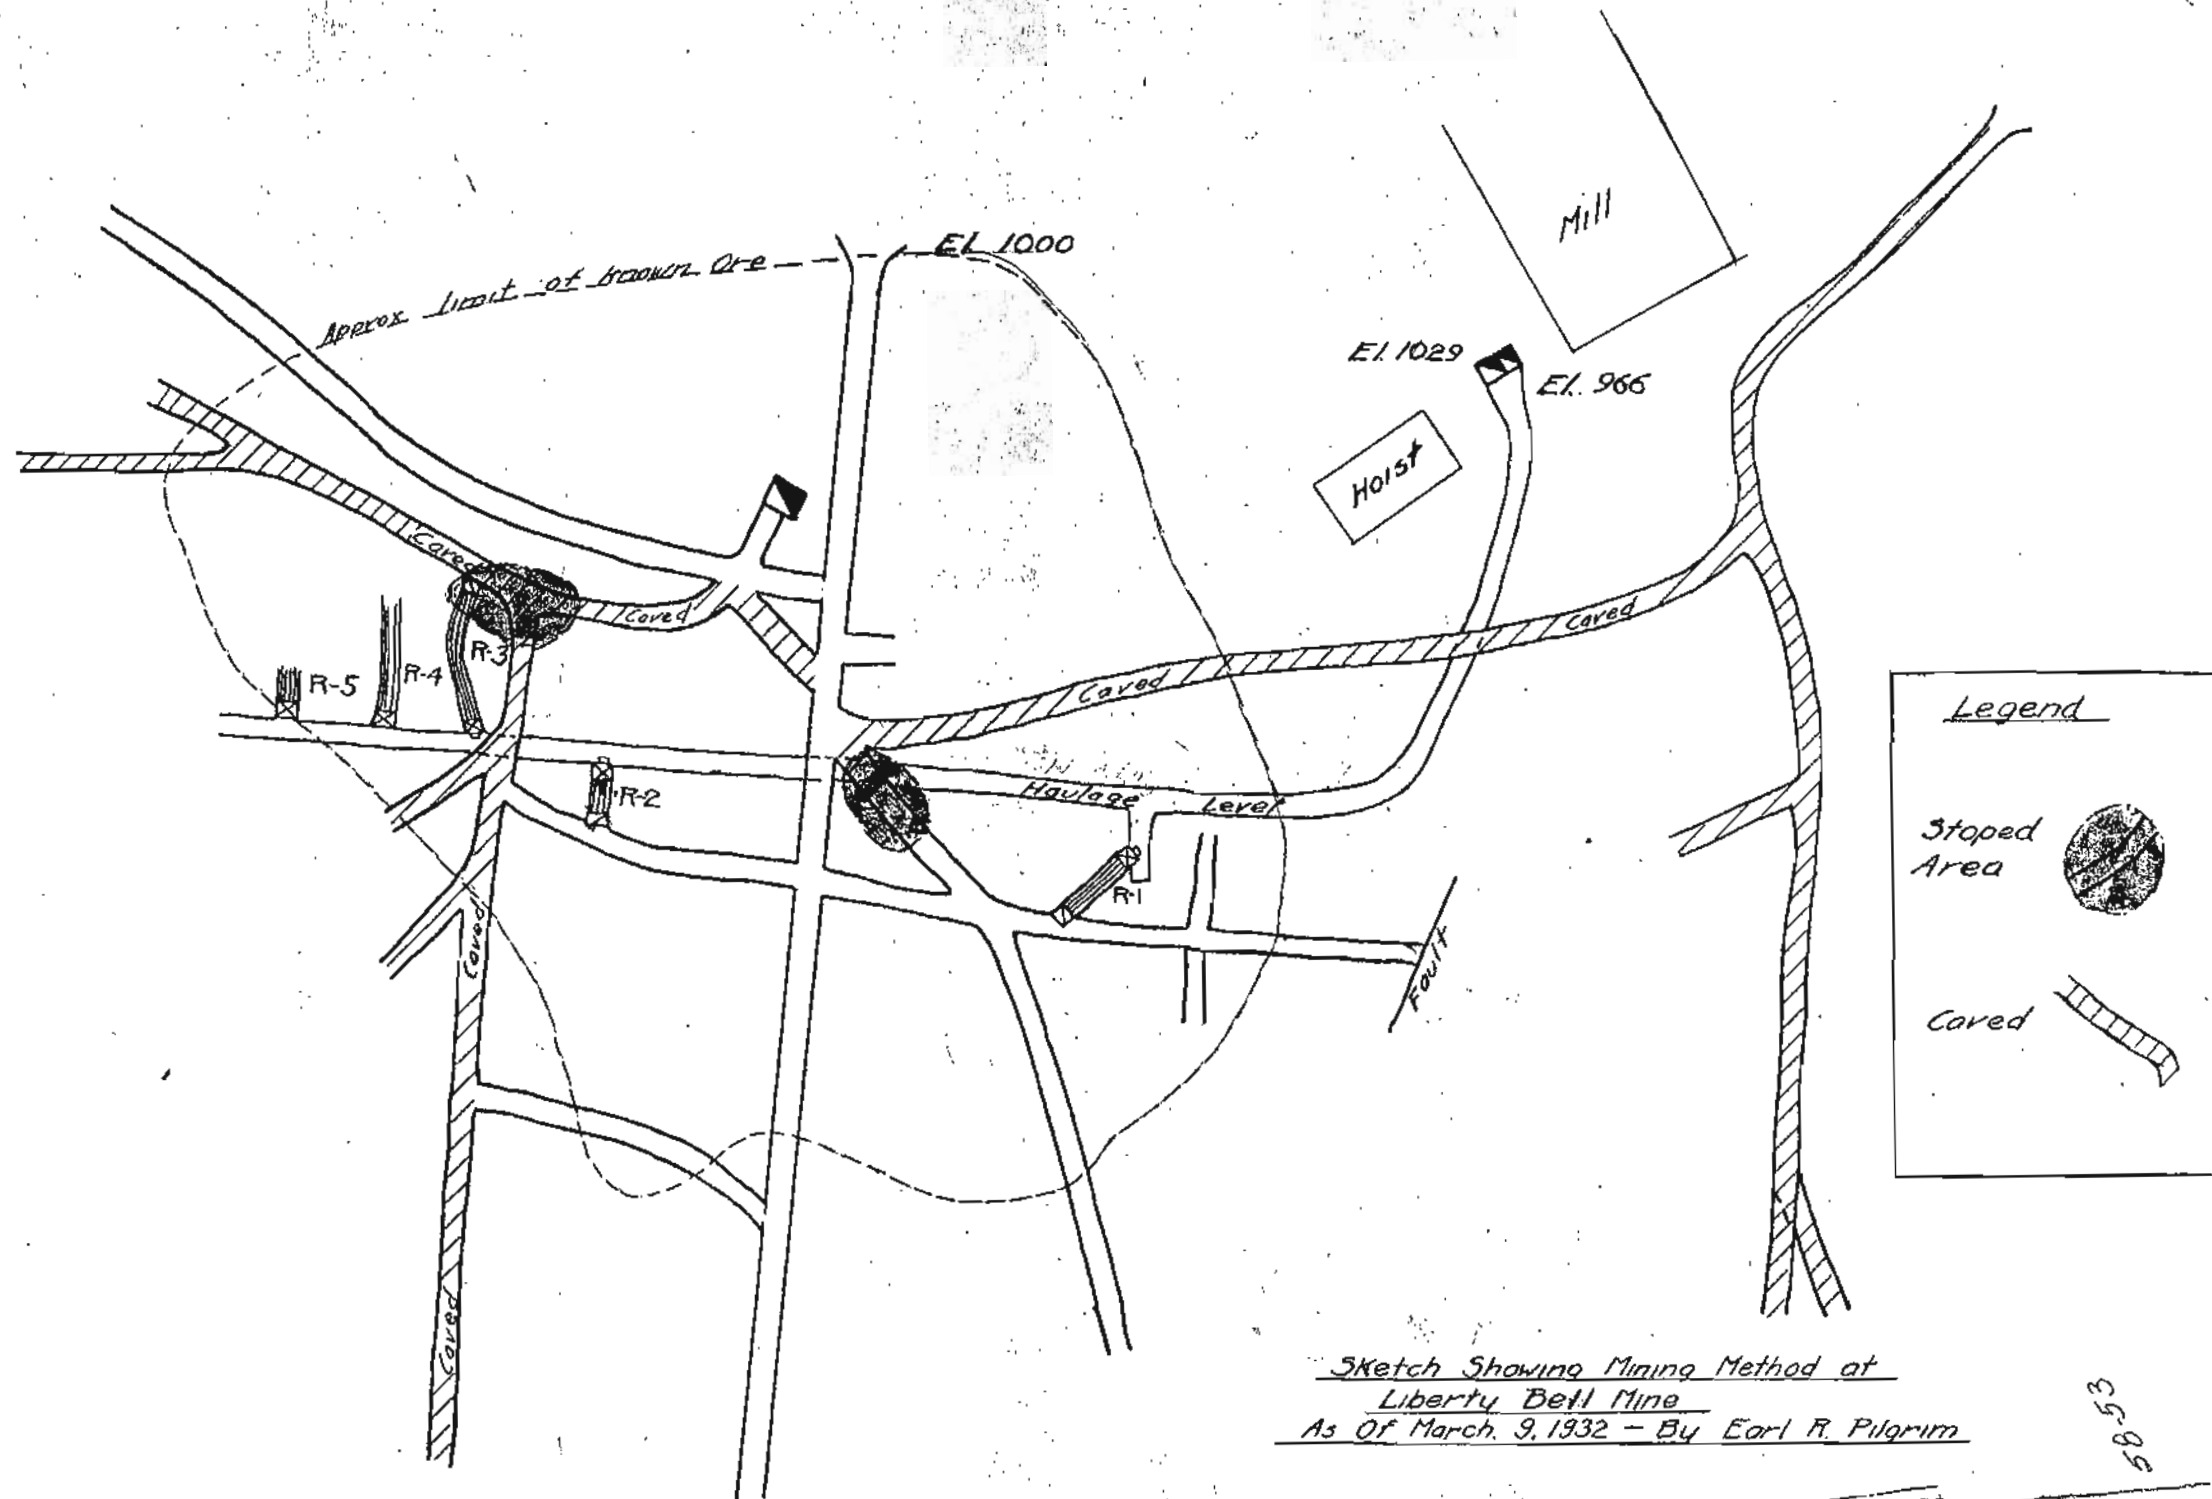 El. 1000
Approx limit of known Ore
Mill
El. 1029
El. 966
Hoist
Caved
Caved
Caved
Caved
R-3
R-4
R-5
R-2
Haulage Level
R-1
Caved
Fault
Caved
Legend
Stoped
Area
Caved
Sketch Showing Mining Method at
Liberty Bell Mine
As Of March. 9, 1932 - By Earl R. Pilgrim
58-53